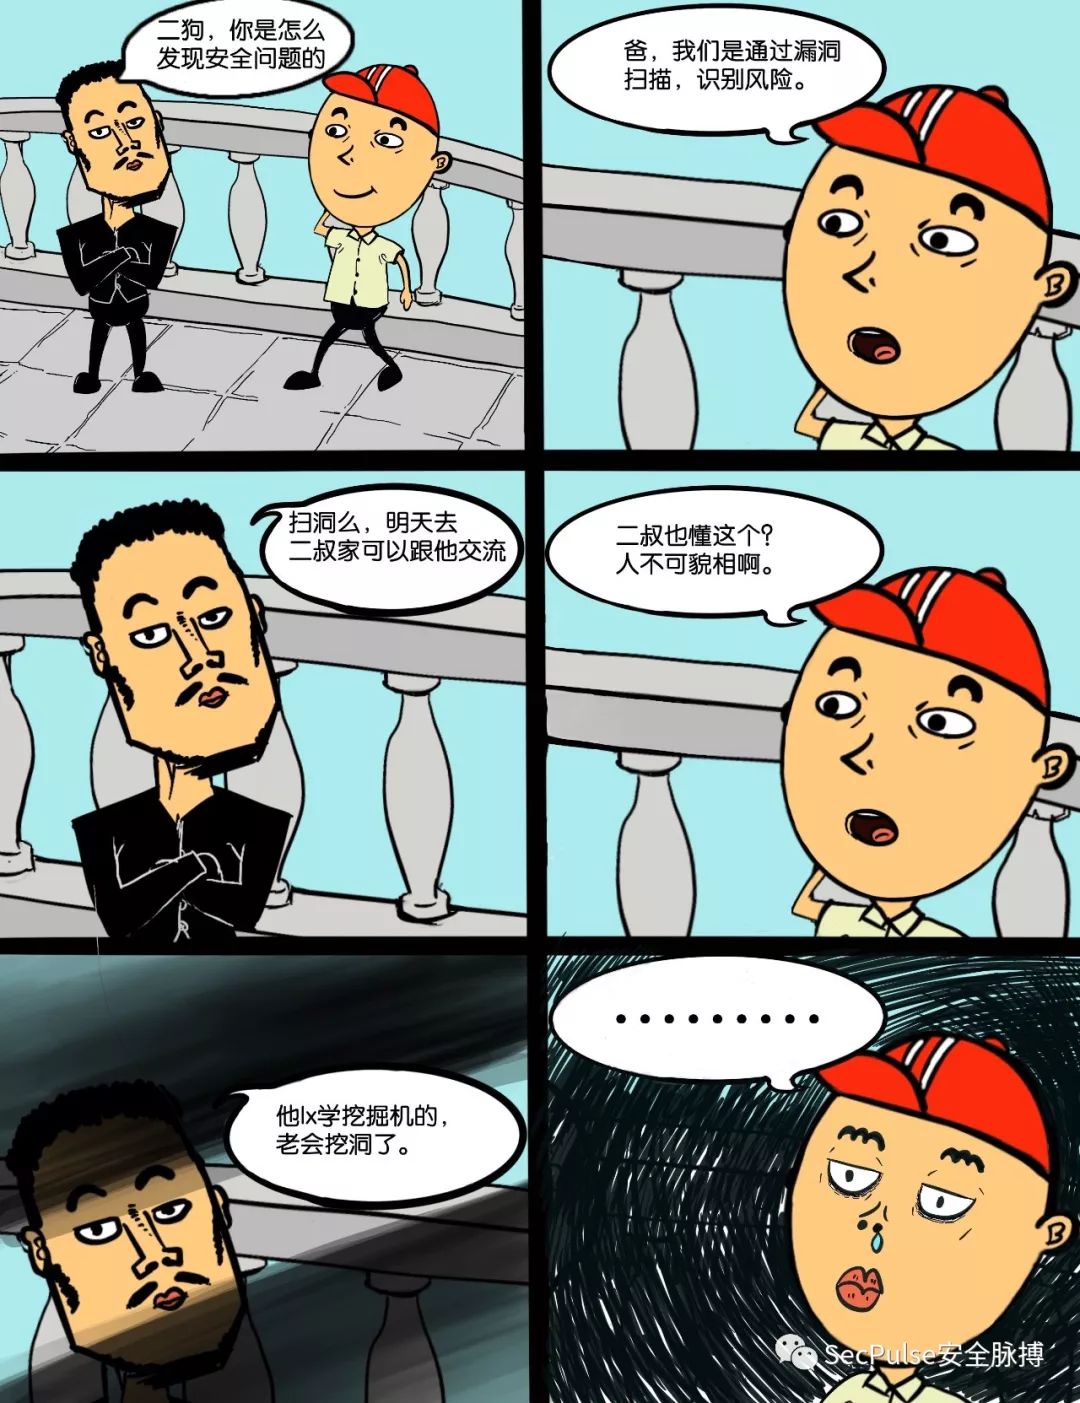 二狗，你是怎么
发现安全问题的
爸，我们是通过漏洞
扫描，识别风险。
扫洞么，明天去
二叔家可以跟他交流
二叔也懂这个？
人不可貌相啊。
他lx学挖掘机的，
老会挖洞了。
·········
SecPulse安全脉搏